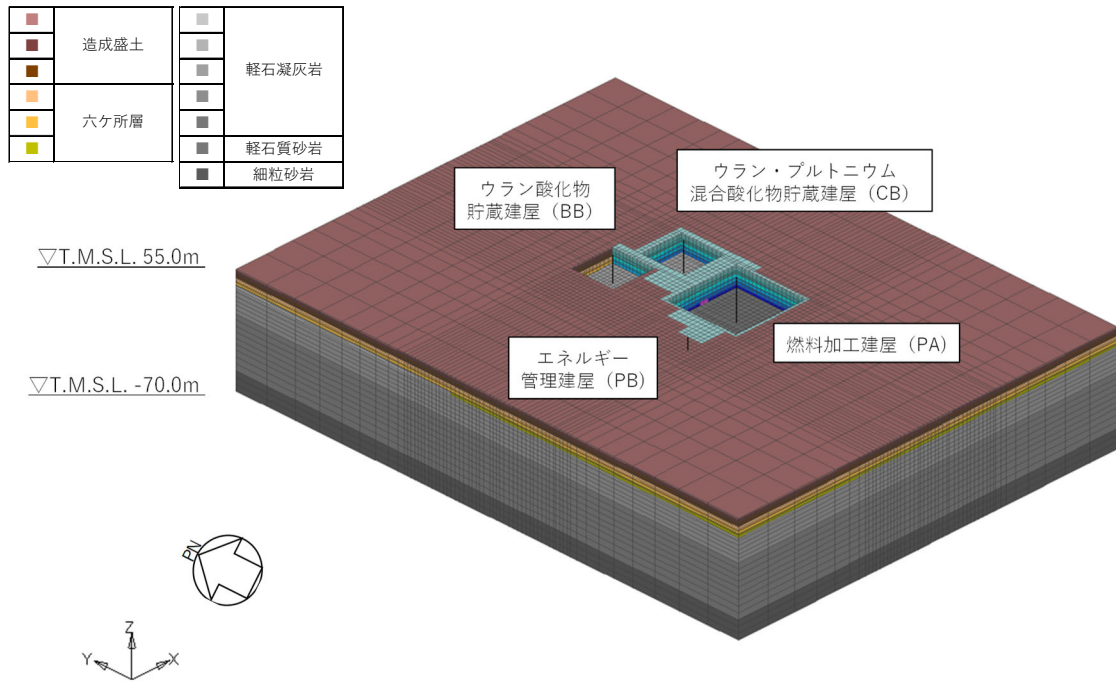 造成盛土
六ケ所層
軽石凝灰岩
軽石質砂岩
細粒砂岩
ウラン酸化物
貯蔵建屋（BB）
ウラン・プルトニウム
混合酸化物貯蔵建屋（CB）
▽T.M.S.L. 55.0m
エネルギー
管理建屋（PB）
燃料加工建屋（PA）
▽T.M.S.L. -70.0m
PN
Z
Y
X